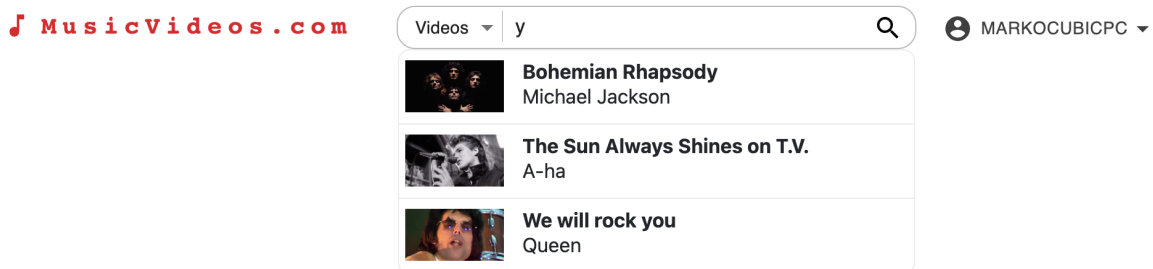 MusicVideos.com
Videos y
MARKOCUBICPC
Bohemian Rhapsody
Michael Jackson
The Sun Always Shines on T.V.
A-ha
We will rock you
Queen